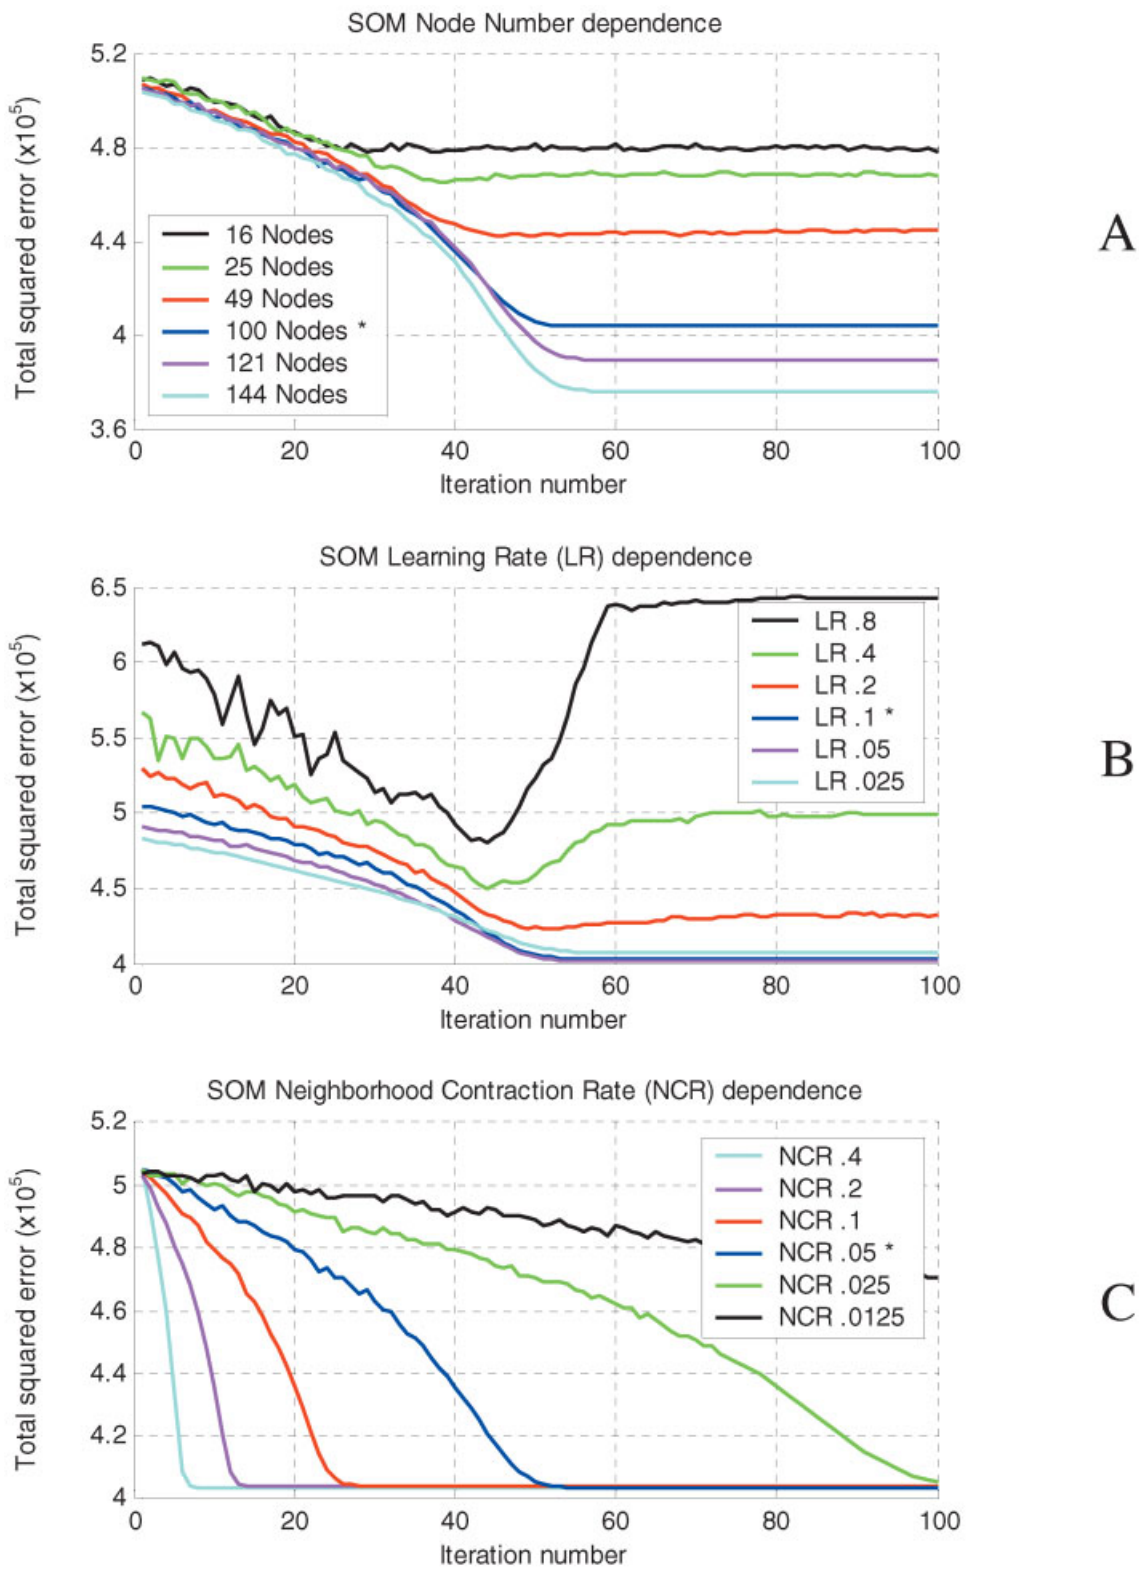 SOM Node Number dependence
5.2
4.8
4.4
4
3.6
Total squared error (x10⁵)
16 Nodes
25 Nodes
49 Nodes
100 Nodes *
121 Nodes
144 Nodes
0 20 40 60 80 100
Iteration number
A
SOM Learning Rate (LR) dependence
6.5
6
5.5
5
4.5
4
Total squared error (x10⁵)
LR .8
LR .4
LR .2
LR .1 *
LR .05
LR .025
0 20 40 60 80 100
Iteration number
B
SOM Neighborhood Contraction Rate (NCR) dependence
5.2
5
4.8
4.6
4.4
4.2
4
Total squared error (x10⁵)
NCR .4
NCR .2
NCR .1
NCR .05 *
NCR .025
NCR .0125
0 20 40 60 80 100
Iteration number
C